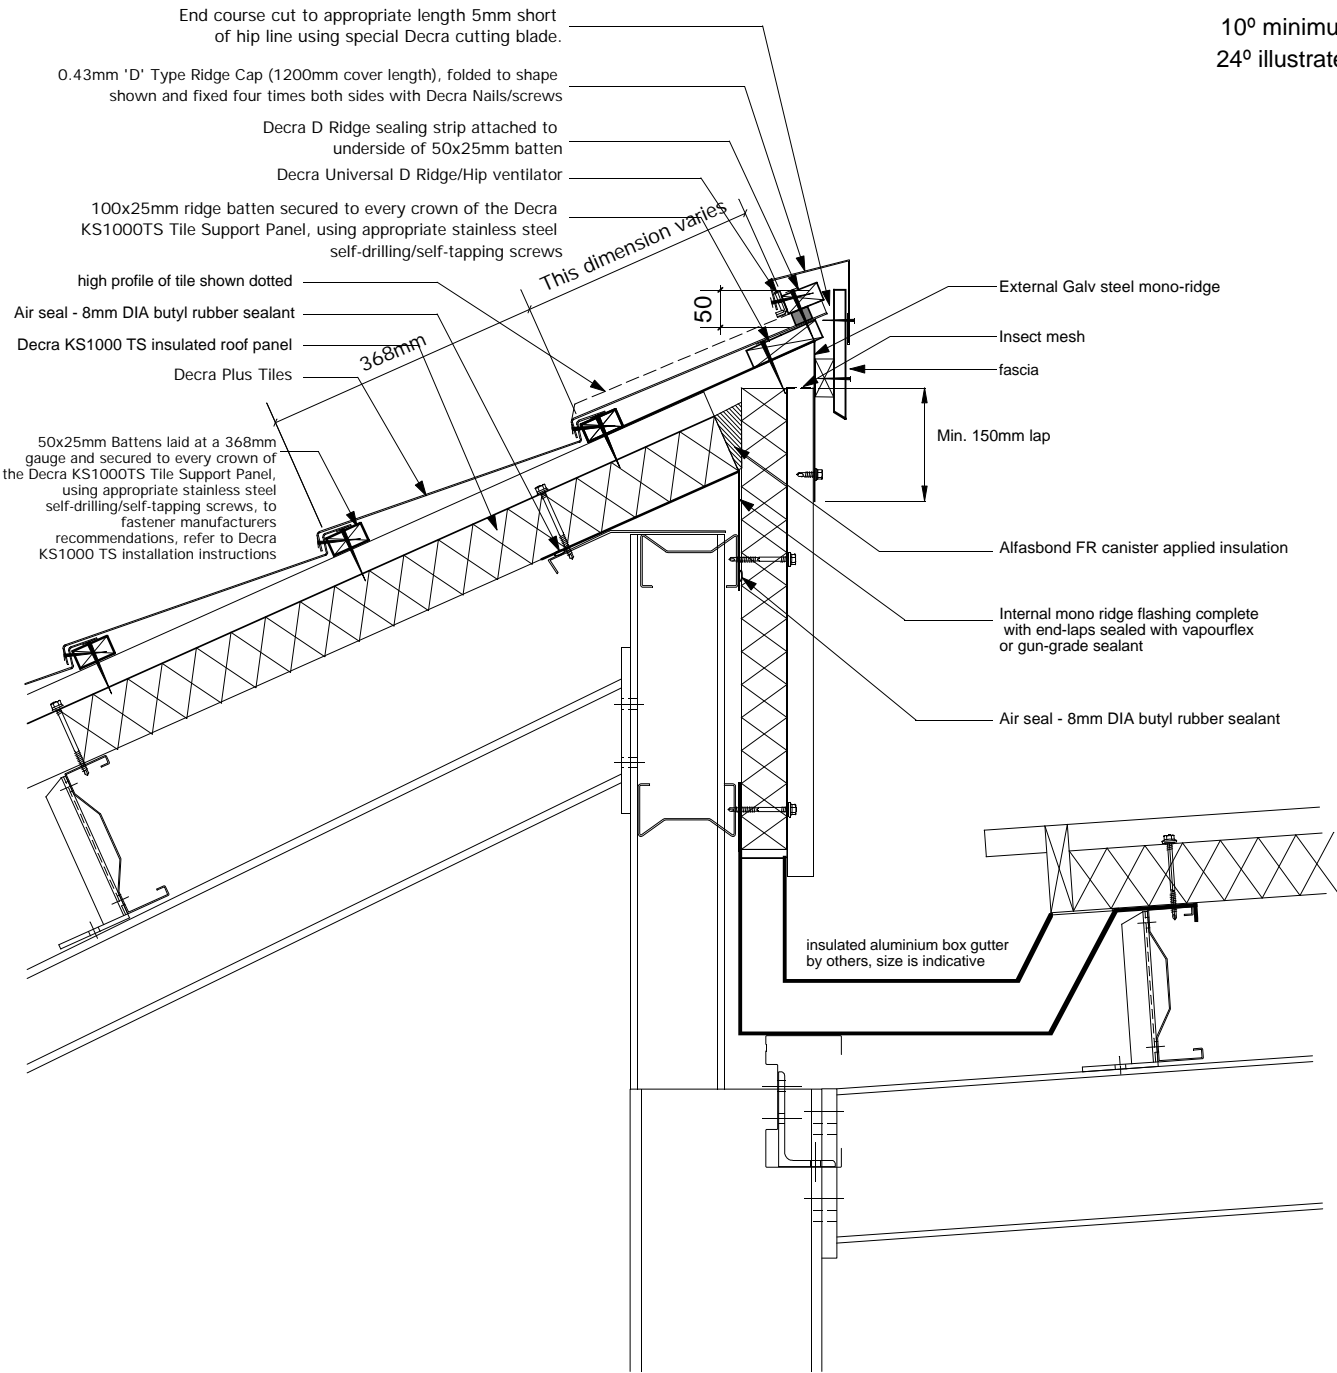 End course cut to appropriate length 5mm short
of hip line using special Decra cutting blade.
10º minimu
24º illustrate
0.43mm 'D' Type Ridge Cap (1200mm cover length), folded to shape
shown and fixed four times both sides with Decra Nails/screws
Decra D Ridge sealing strip attached to
underside of 50x25mm batten
Decra Universal D Ridge/Hip ventilator
100x25mm ridge batten secured to every crown of the Decra
KS1000TS Tile Support Panel, using appropriate stainless steel
self-drilling/self-tapping screws
This dimension varies
high profile of tile shown dotted
Air seal - 8mm DIA butyl rubber sealant
Decra KS1000 TS insulated roof panel
Decra Plus Tiles
368mm
50
50x25mm Battens laid at a 368mm
gauge and secured to every crown of
the Decra KS1000TS Tile Support Panel,
using appropriate stainless steel
self-drilling/self-tapping screws, to
fastener manufacturers
recommendations, refer to Decra
KS1000 TS installation instructions
External Galv steel mono-ridge
Insect mesh
fascia
Min. 150mm lap
Alfasbond FR canister applied insulation
Internal mono ridge flashing complete
with end-laps sealed with vapourflex
or gun-grade sealant
Air seal - 8mm DIA butyl rubber sealant
insulated aluminium box gutter
by others, size is indicative